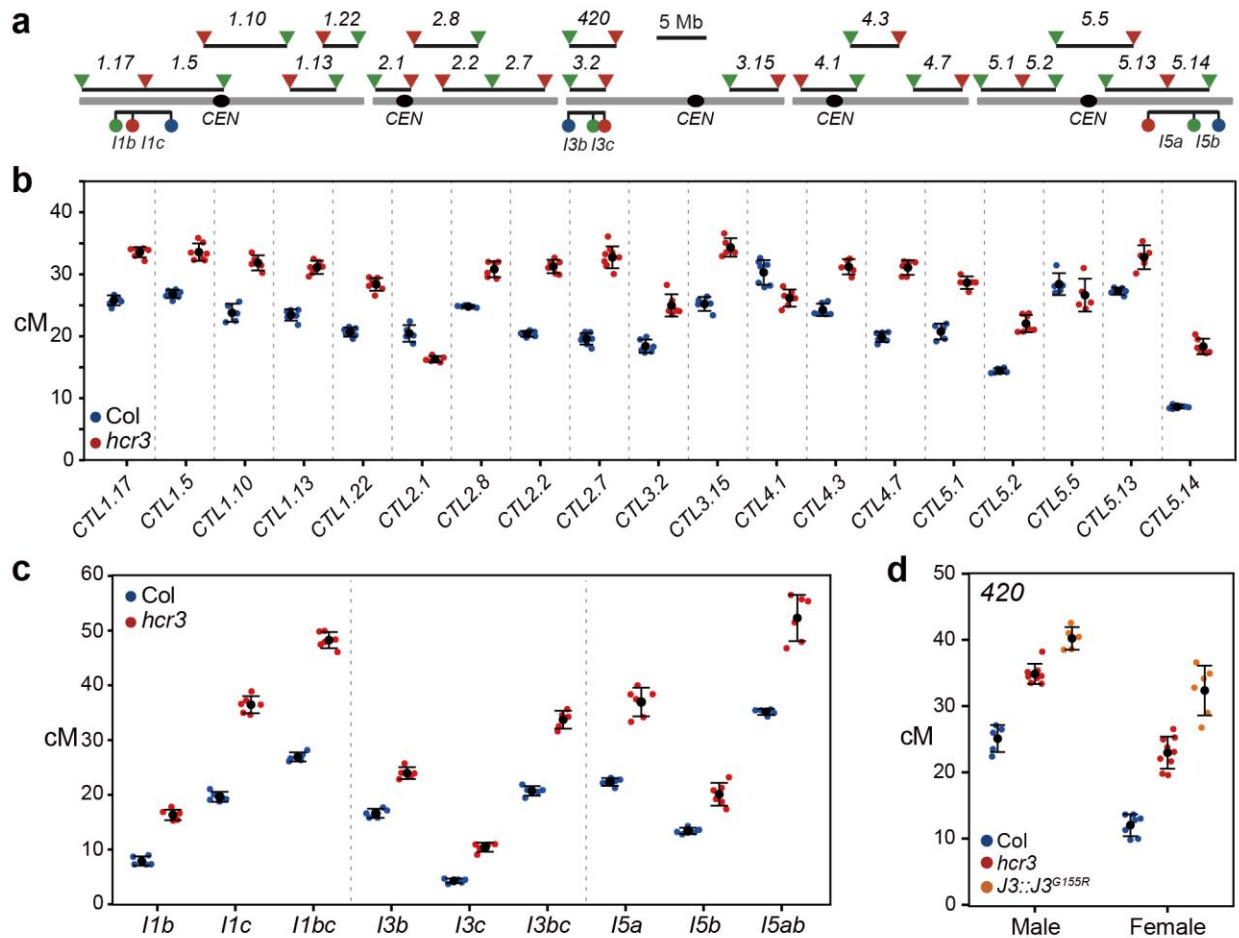 a
1.10 1.22 2.8 420 5 Mb 4.3 5.5
1.17 1.5 1.13 2.1 2.2 2.7 3.2 3.15 4.1 4.7 5.1 5.2 5.13 5.14
CEN CEN CEN CEN CEN
I1b I1c I3b I3c I5a I5b
b
40
30
cM
20
10
0
Col
hcr3
CTL1.17 CTL1.5 CTL1.10 CTL1.13 CTL1.22 CTL2.1 CTL2.8 CTL2.2 CTL2.7 CTL3.2 CTL3.15 CTL4.1 CTL4.3 CTL4.7 CTL5.1 CTL5.2 CTL5.5 CTL5.13 CTL5.14
c
60
50
40
cM
30
20
10
0
Col
hcr3
I1b I1c I1bc I3b I3c I3bc I5a I5b I5ab
d
420
50
40
30
cM
20
10
0
Col
hcr3
J3::J3G155R
Male Female